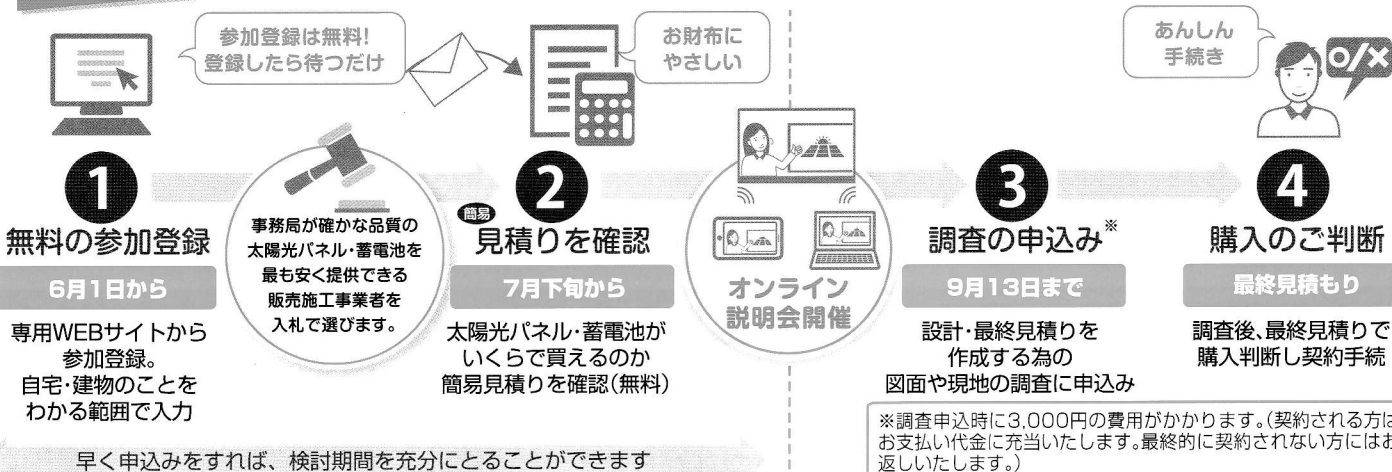 参加登録は無料!
登録したら待つだけ
お財布に
やさしい
あんしん
手続き
○/×
1
無料の参加登録
6月1日から
専用WEBサイトから
参加登録。
自宅・建物のことを
わかる範囲で入力
事務局が確かな品質の
太陽光パネル・蓄電池を
最も安く提供できる
販売施工事業者を
入札で選びます。
2
簡易
見積りを確認
7月下旬から
太陽光パネル・蓄電池が
いくらで買えるのか
簡易見積りを確認(無料)
オンライン
説明会開催
3
調査の申込み※
9月13日まで
設計・最終見積りを
作成する為の
図面や現地の調査に申込み
4
購入のご判断
最終見積もり
調査後、最終見積りで
購入判断し契約手続
※調査申込時に3,000円の費用がかかります。(契約される方は
お支払い代金に充当いたします。最終的に契約されない方にはお
返しいたします。)
早く申込みをすれば、検討期間を充分にとることができます